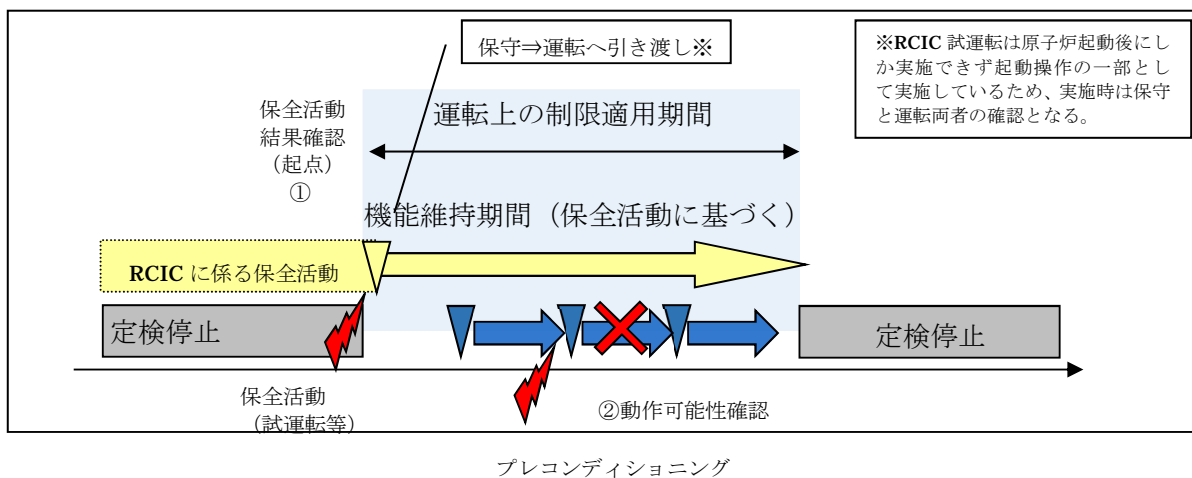 保守⇒運転へ引き渡し※
※RCIC 試運転は原子炉起動後にし
か実施できず起動操作の一部とし
て実施しているため、実施時は保守
と運転両者の確認となる。
保全活動
結果確認
（起点）
①
運転上の制限適用期間
機能維持期間（保全活動に基づく）
RCIC に係る保全活動
定検停止
定検停止
保全活動
（試運転等）
②動作可能性確認
プレコンディショニング